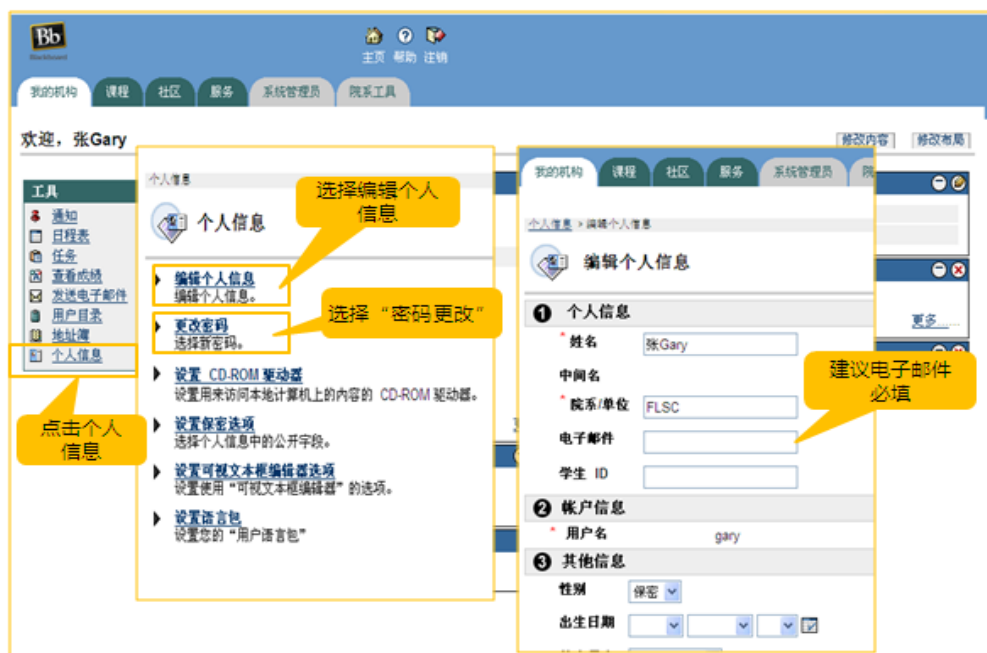 Bb
Blackboard
主页 帮助 注销
我的机构 课程 社区 服务 系统管理员 院系工具
欢迎，张Gary
修改内容 修改布局
工具
通知
日程表
任务
查看成绩
发送电子邮件
用户目录
地址簿
个人信息
点击个人
信息
个人信息
个人信息
选择编辑个人
信息
编辑个人信息
编辑个人信息。
选择“密码更改”
更改密码
选择新密码。
设置 CD-ROM 驱动器
设置用来访问本地计算机上的内容的 CD-ROM 驱动器。
设置保密选项
选择个人信息中的公开字段。
设置可视文本框编辑器选项
设置使用“可视文本框编辑器”的选项。
设置语言包
设置您的“用户语言包”
我的机构 课程 社区 服务 系统管理员 院
个人信息 > 编辑个人信息
编辑个人信息
1 个人信息
* 姓名 张Gary
中间名
* 院系/单位 FLSC
电子邮件
学生 ID
建议电子邮件
必填
2 帐户信息
* 用户名 gary
3 其他信息
性别 保密
出生日期
更多......